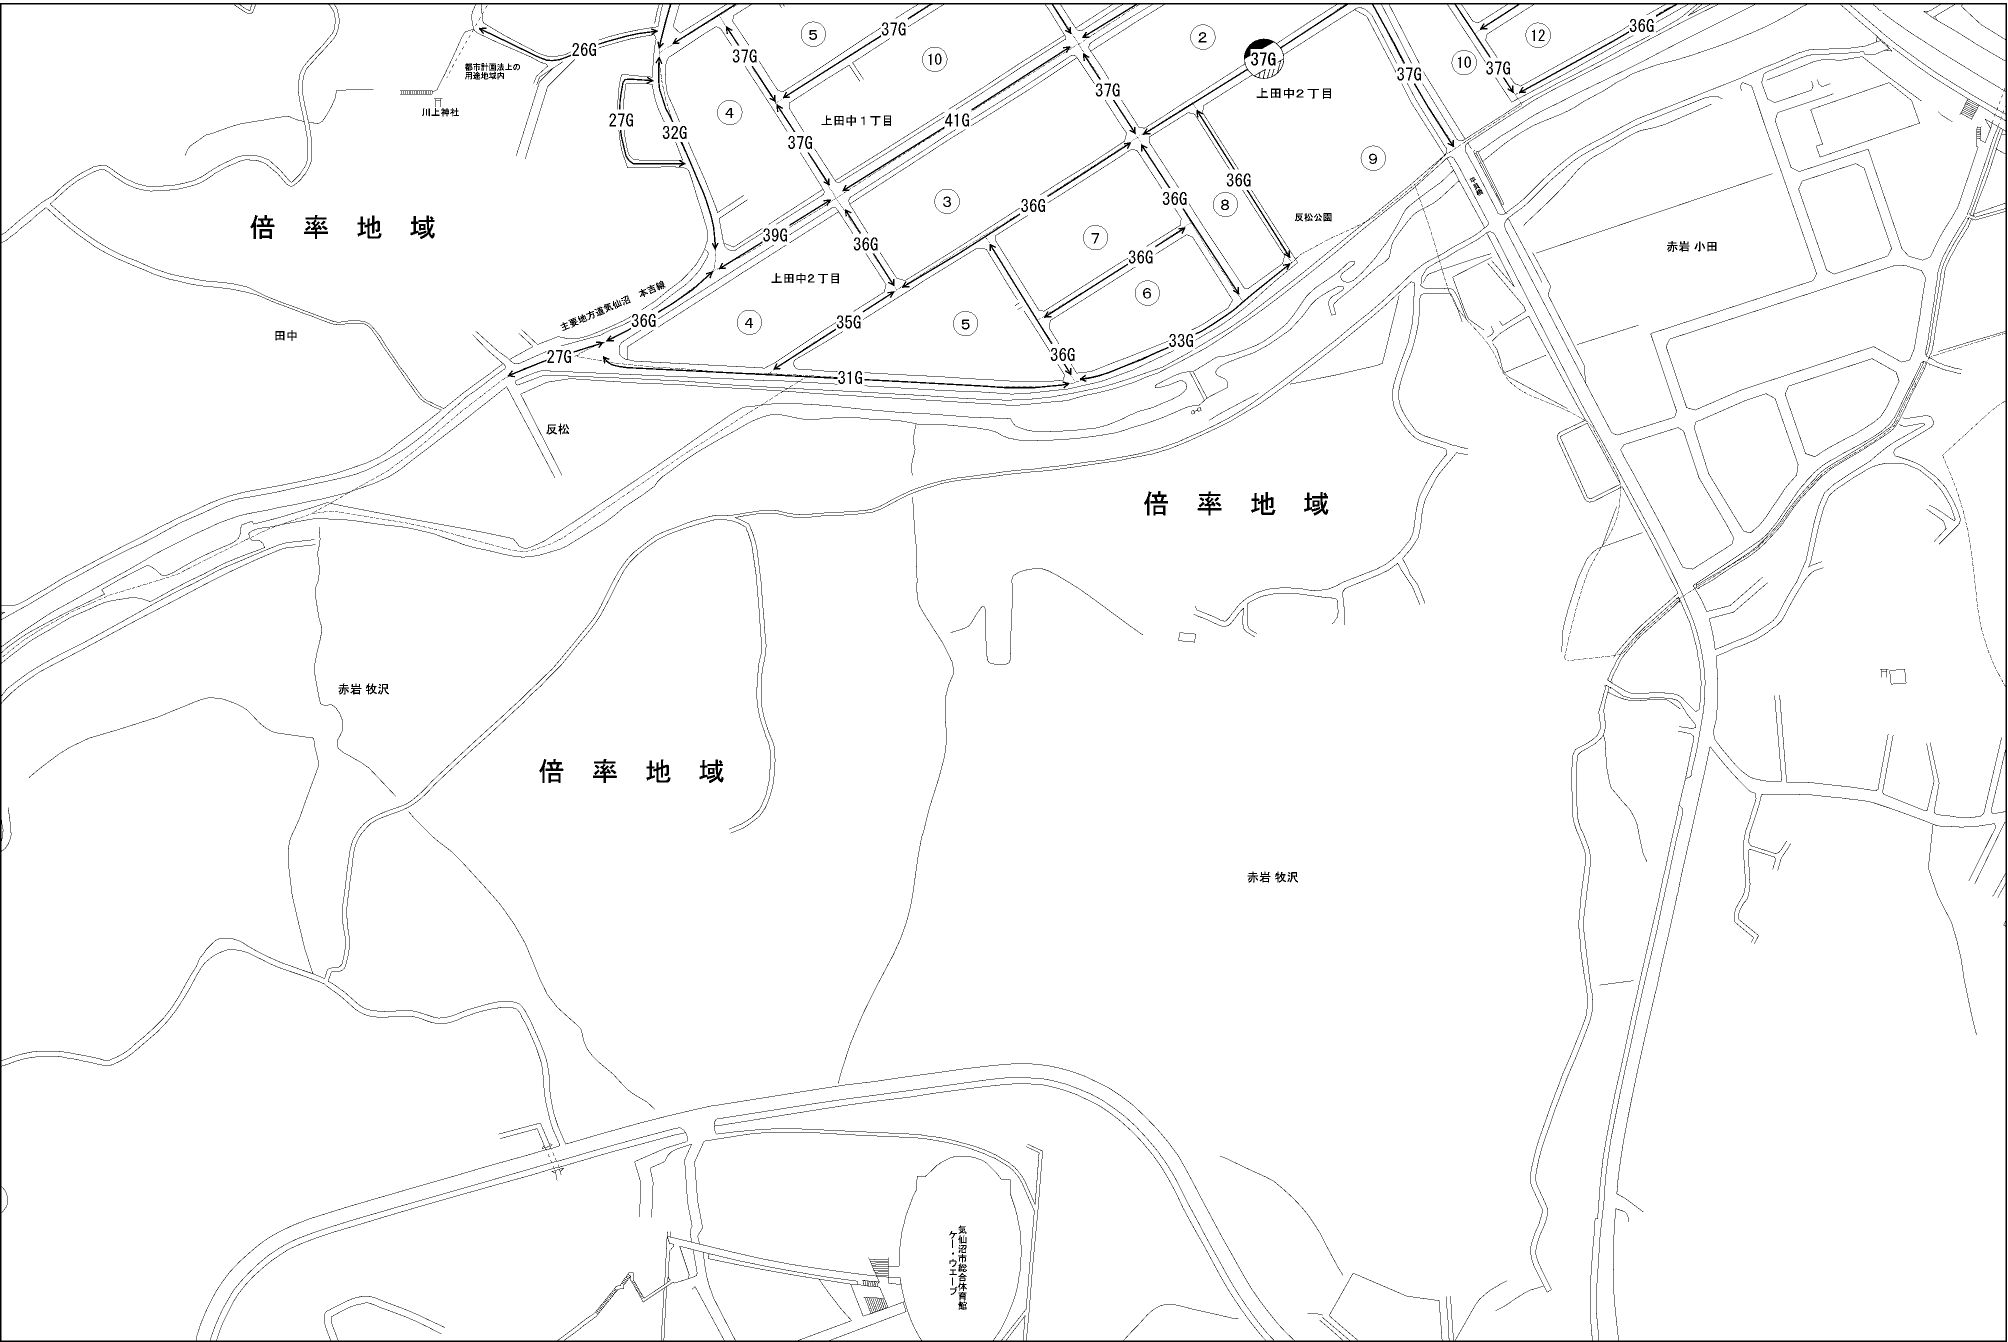 ⑤
37G
②
37G
⑫
36G
26G
37G
⑩
⑩
37G
37G
都市計画法上の
用途地域内
川上神社
27G
32G
④
37G
上田中1丁目
41G
37G
上田中2丁目
⑨
36G
36G
⑧
③
36G
反松公園
倍率地域
39G
36G
⑦
36G
赤岩 小田
上田中2丁目
⑥
主要地方道気仙沼 本吉線
36G
④
35G
⑤
33G
田中
27G
36G
31G
反松
倍率地域
赤岩 牧沢
倍率地域
赤岩 牧沢
気仙沼市総合体育館
ケー・ウエーブ